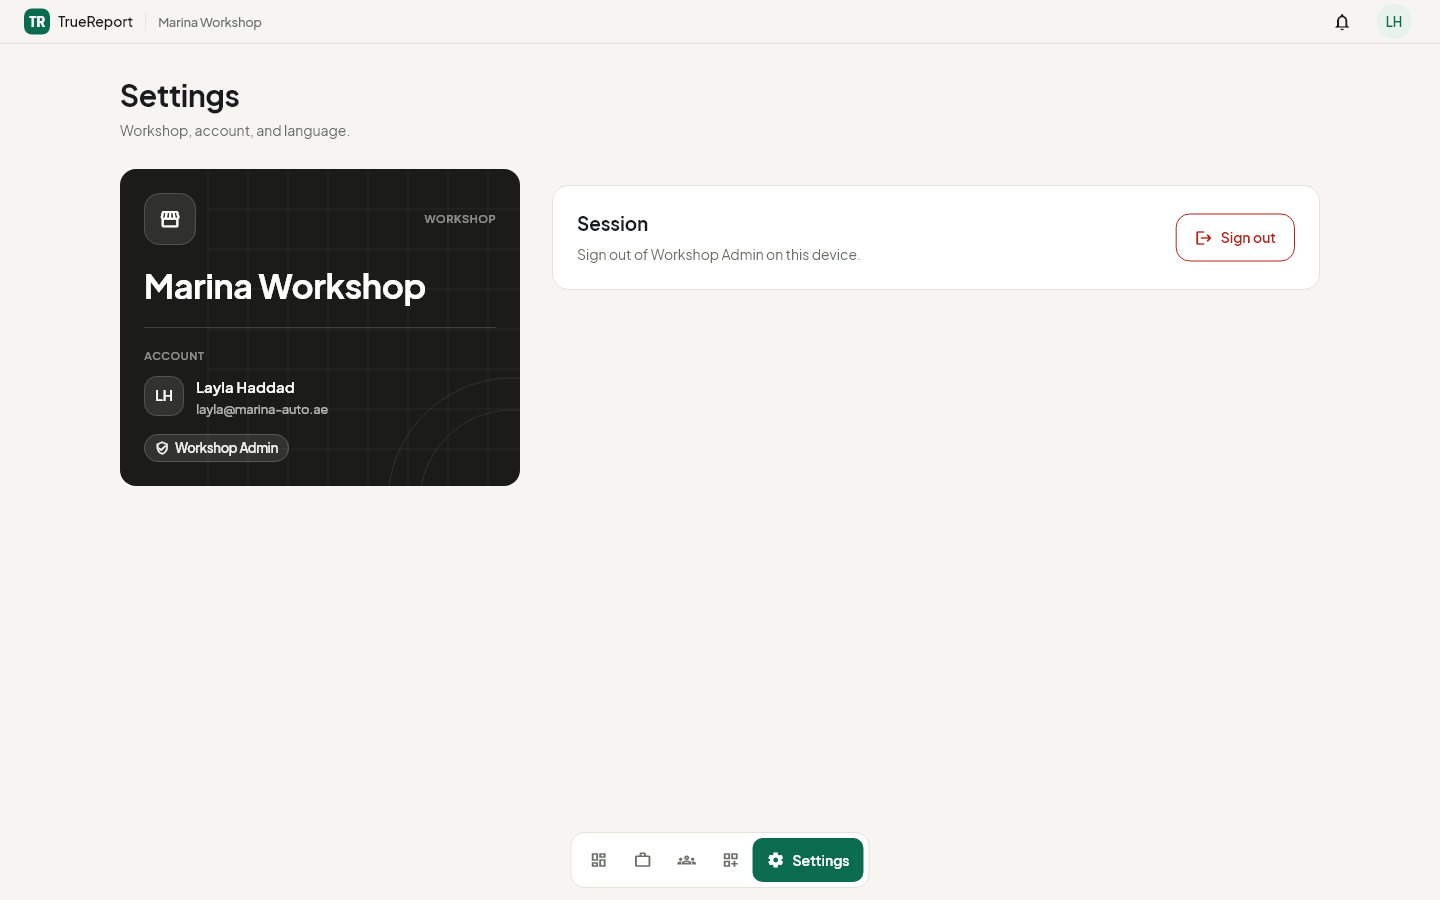 TR TrueReport Marina Workshop LH
Settings
Workshop, account, and language.
WORKSHOP
Marina Workshop
ACCOUNT
LH
Layla Haddad
layla@marina-auto.ae
Workshop Admin
Session
Sign out of Workshop Admin on this device.
Sign out
Settings